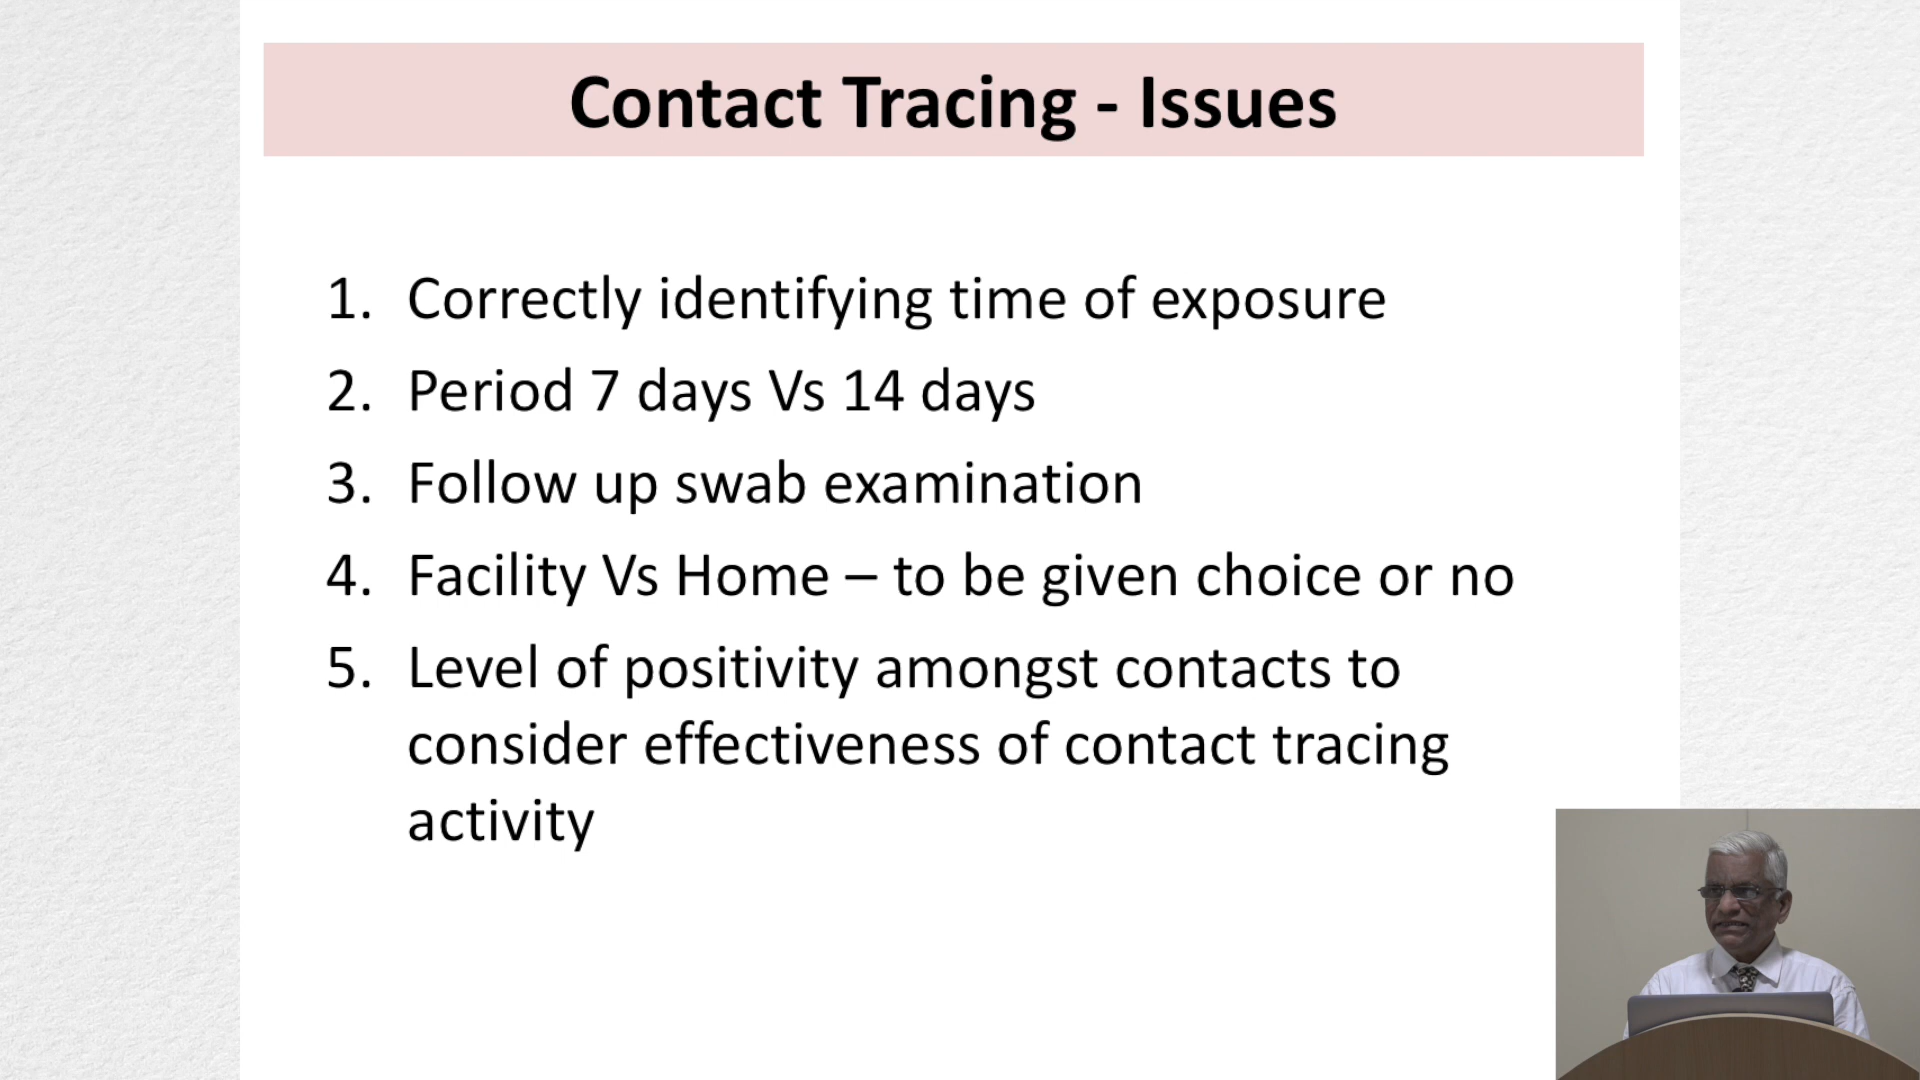 Contact Tracing - Issues
1. Correctly identifying time of exposure
2. Period 7 days Vs 14 days
3. Follow up swab examination
4. Facility Vs Home – to be given choice or no
5. Level of positivity amongst contacts to
consider effectiveness of contact tracing
activity